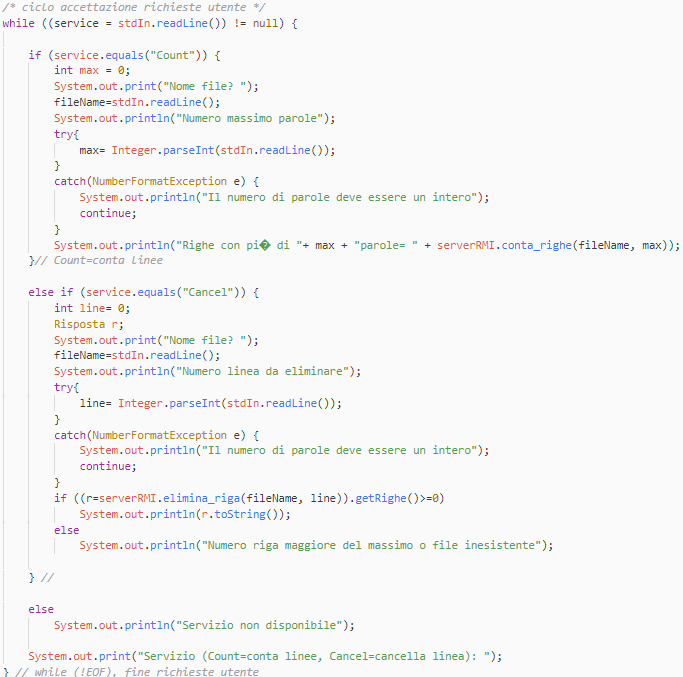 /* ciclo accettazione richieste utente */
while ((service = stdIn.readLine()) != null) {
if (service.equals("Count")) {
int max = 0;
System.out.print("Nome file? ");
fileName=stdIn.readLine();
System.out.println("Numero massimo parole");
try{
max= Integer.parseInt(stdIn.readLine());
}
catch(NumberFormatException e) {
System.out.println("Il numero di parole deve essere un intero");
continue;
}
System.out.println("Righe con pi� di "+ max + "parole= " + serverRMI.conta_righe(fileName, max));
}// Count=conta linee
else if (service.equals("Cancel")) {
int line= 0;
Risposta r;
System.out.print("Nome file? ");
fileName=stdIn.readLine();
System.out.println("Numero linea da eliminare");
try{
line= Integer.parseInt(stdIn.readLine());
}
catch(NumberFormatException e) {
System.out.println("Il numero di parole deve essere un intero");
continue;
}
if ((r=serverRMI.elimina_riga(fileName, line)).getRighe()>=0)
System.out.println(r.toString());
else
System.out.println("Numero riga maggiore del massimo o file inesistente");
} //
else
System.out.println("Servizio non disponibile");
System.out.print("Servizio (Count=conta linee, Cancel=cancella linea): ");
} // while (!EOF), fine richieste utente